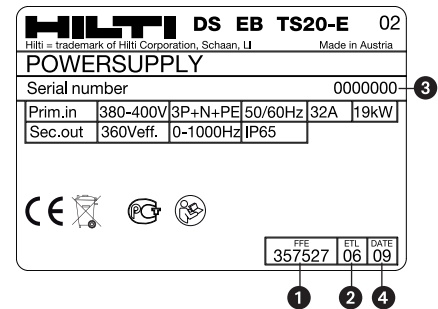 HILTI DS EB TS20-E 02
Hilti = trademark of Hilti Corporation, Schaan, LI Made in Austria
POWERSUPPLY
Serial number 0000000 3
Prim.in 380-400V 3P+N+PE 50/60Hz 32A 19kW
Sec.out 360Veff. 0-1000Hz IP65
CE PCT
FFE ETL DATE
357527 06 09
1 2 4